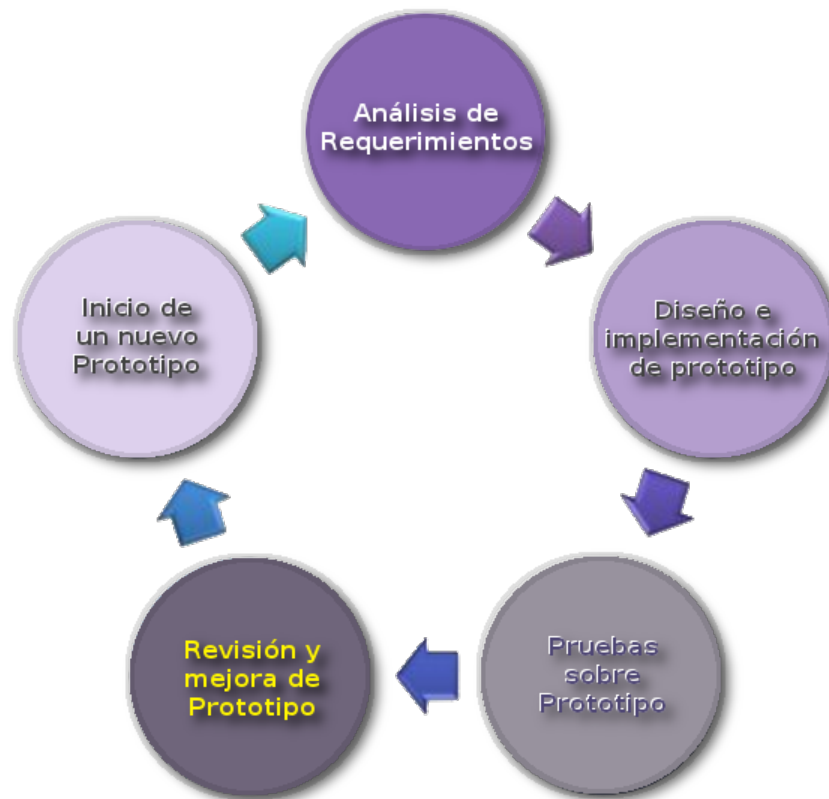 Análisis de
Requerimientos
Diseño e
implementación
de prototipo
Pruebas
sobre
Prototipo
Revisión y
mejora de
Prototipo
Inicio de
un nuevo
Prototipo